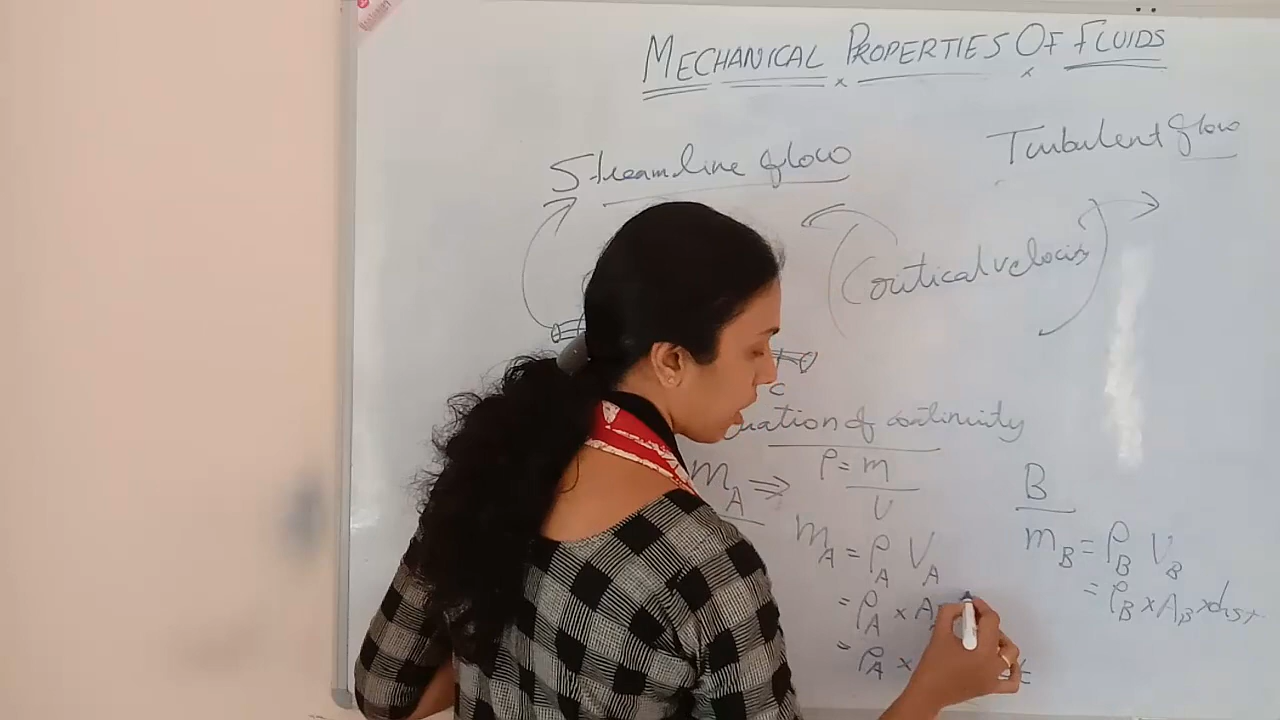 MECHANICAL PROPERTIES OF FLUIDS
Streamline flow
Turbulent flow
Critical velocity
C
uation of continuity
m_A ⇒ ρ = m / V
m_A = ρ_A V_A
= ρ_A × A
= ρ_A ×
B
m_B = ρ_B V_B
= ρ_B × A_B × dist